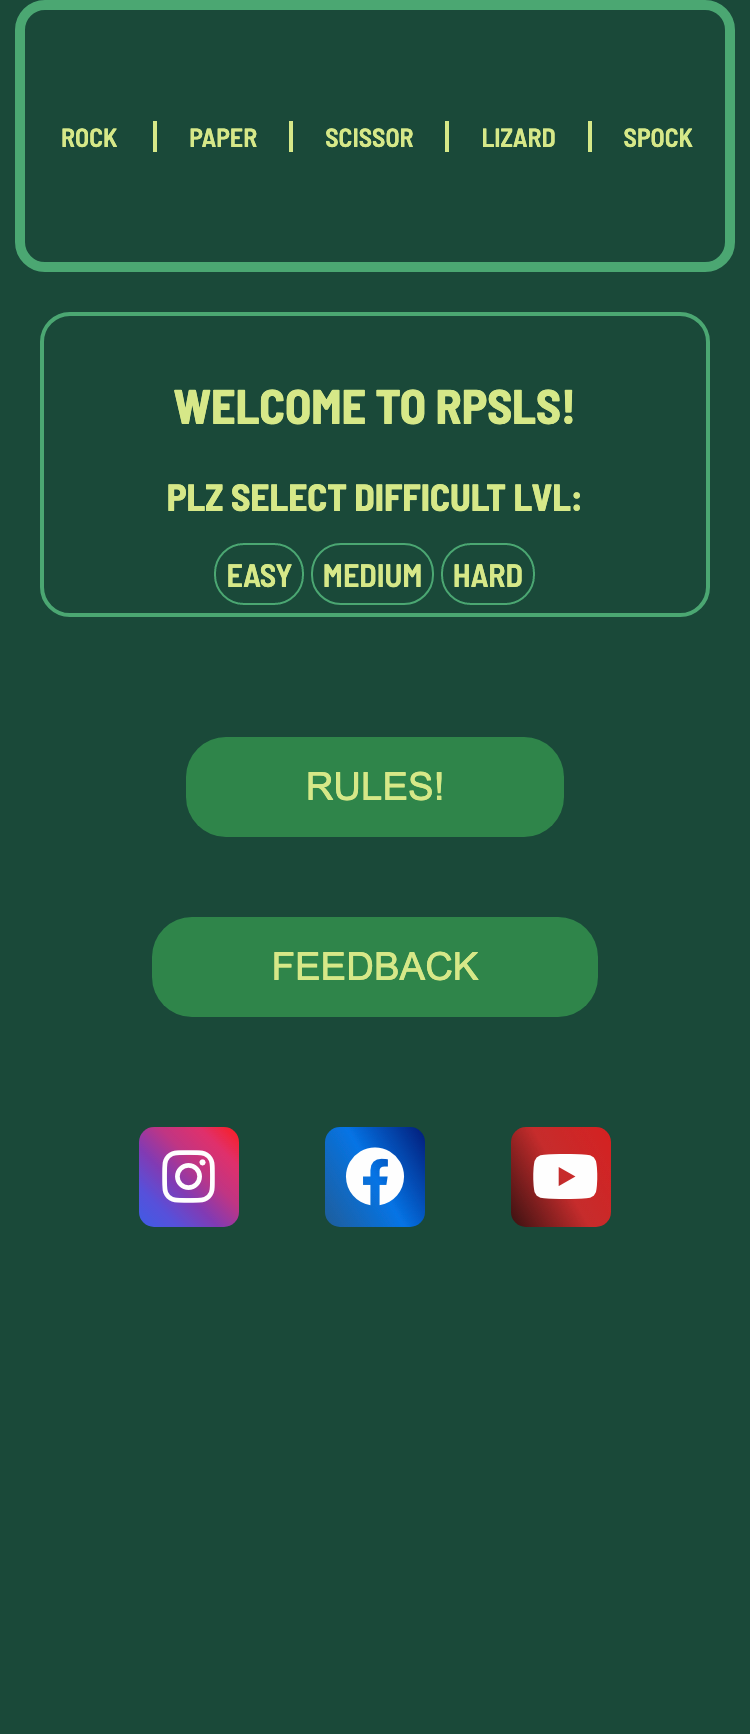 ROCK | PAPER | SCISSOR | LIZARD | SPOCK
WELCOME TO RPSLS!
PLZ SELECT DIFFICULT LVL:
EASY MEDIUM HARD
RULES!
FEEDBACK